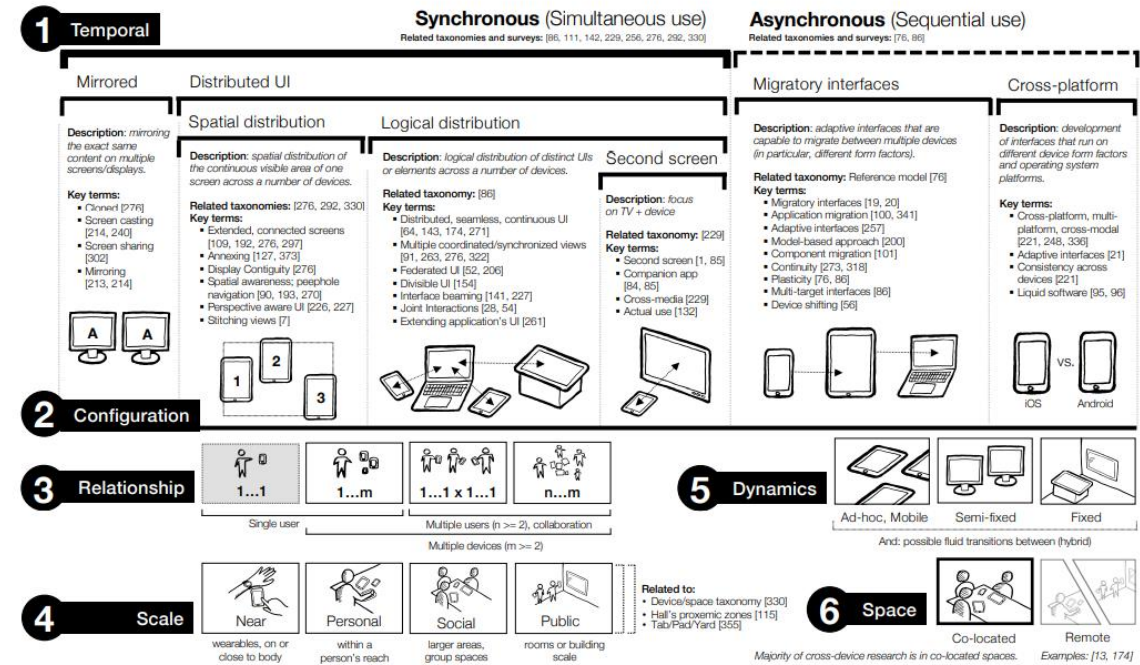 1 Temporal
Synchronous (Simultaneous use)
Related taxonomies and surveys: [86, 111, 142, 229, 256, 276, 292, 330]
Asynchronous (Sequential use)
Related taxonomies and surveys: [76, 86]
Mirrored
Description: mirroring
the exact same
content on multiple
screens/displays.
Key terms:
▪ Cloned [276]
▪ Screen casting
[214, 240]
▪ Screen sharing
[302]
▪ Mirroring
[213, 214]
A A
Distributed UI
Spatial distribution
Description: spatial distribution of
the continuous visible area of one
screen across a number of devices.
Related taxonomies: [276, 292, 330]
Key terms:
▪ Extended, connected screens
[109, 192, 276, 297]
▪ Annexing [127, 373]
▪ Display Contiguity [276]
▪ Spatial awareness; peephole
navigation [90, 193, 270]
▪ Perspective aware UI [226, 227]
▪ Stitching views [7]
1 2 3
Logical distribution
Description: logical distribution of distinct UIs
or elements across a number of devices.
Related taxonomy: [86]
Key terms:
▪ Distributed, seamless, continuous UI
[64, 143, 174, 271]
▪ Multiple coordinated/synchronized views
[91, 263, 276, 322]
▪ Federated UI [52, 206]
▪ Divisible UI [154]
▪ Interface beaming [141, 227]
▪ Joint Interactions [28, 54]
▪ Extending application's UI [261]
Second screen
Description: focus
on TV + device
Related taxonomy: [229]
Key terms:
▪ Second screen [1, 85]
▪ Companion app
[84, 85]
▪ Cross-media [229]
▪ Actual use [132]
Migratory interfaces
Description: adaptive interfaces that are
capable to migrate between multiple devices
(in particular, different form factors).
Related taxonomy: Reference model [76]
▪ Migratory interfaces [19, 20]
▪ Application migration [100, 341]
▪ Adaptive interfaces [257]
▪ Model-based approach [200]
▪ Component migration [101]
▪ Continuity [273, 318]
▪ Plasticity [76, 86]
▪ Multi-target interfaces [86]
▪ Device shifting [56]
Cross-platform
Description: development
of interfaces that run on
different device form factors
and operating system
platforms.
Key terms:
▪ Cross-platform, multi-
platform, cross-modal
[221, 248, 336]
▪ Adaptive interfaces [21]
▪ Consistency across
devices [221]
▪ Liquid software [95, 96]
vs.
iOS Android
2 Configuration
3 Relationship
1...1
1...m
1...1 x 1...1
n...m
Single user
Multiple users (n >= 2), collaboration
Multiple devices (m >= 2)
4 Scale
Near
wearables, on or
close to body
Personal
within a
person's reach
Social
larger areas,
group spaces
Public
rooms or building
scale
Related to:
• Device/space taxonomy [330]
• Hall's proxemic zones [115]
• Tab/Pad/Yard [355]
5 Dynamics
Ad-hoc, Mobile
Semi-fixed
Fixed
And: possible fluid transitions between (hybrid)
6 Space
Co-located
Remote
Majority of cross-device research is in co-located spaces.
Examples: [13, 174]